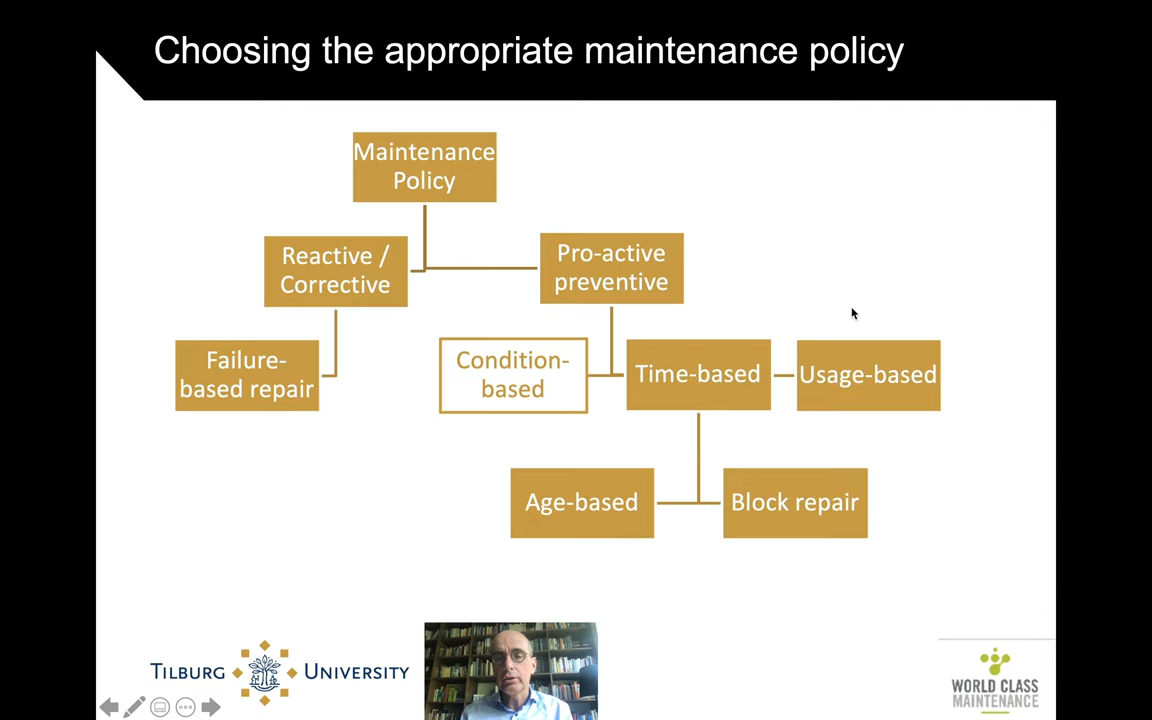 Choosing the appropriate maintenance policy
Maintenance
Policy
Reactive /
Corrective
Pro-active
preventive
Failure-
based repair
Condition-
based
Time-based
Usage-based
Age-based
Block repair
TILBURG UNIVERSITY
WORLD CLASS
MAINTENANCE